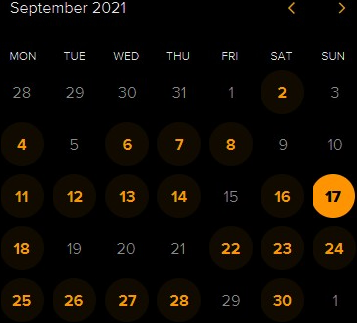 September 2021
MON TUE WED THU FRI SAT SUN
28 29 30 31 1 2 3
4 5 6 7 8 9 10
11 12 13 14 15 16 17
18 19 20 21 22 23 24
25 26 27 28 29 30 1